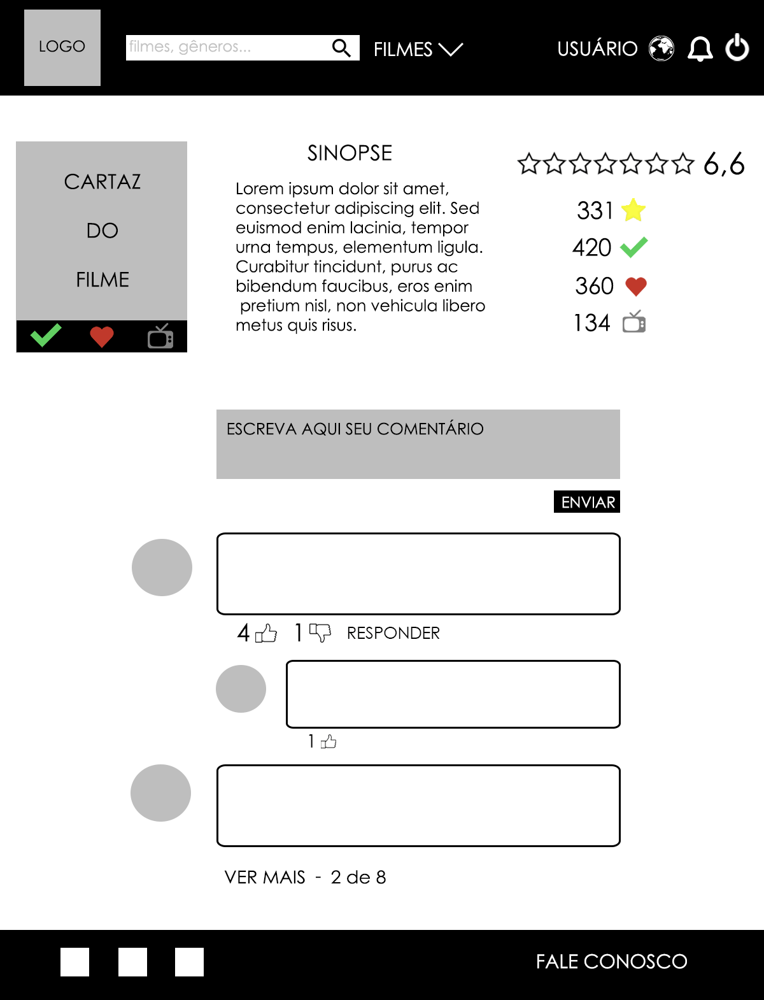 LOGO
filmes, gêneros...
FILMES
USUÁRIO
CARTAZ
DO
FILME
SINOPSE
Lorem ipsum dolor sit amet,
consectetur adipiscing elit. Sed
euismod enim lacinia, tempor
urna tempus, elementum ligula.
Curabitur tincidunt, purus ac
bibendum faucibus, eros enim
pretium nisl, non vehicula libero
metus quis risus.
6,6
331
420
360
134
ESCREVA AQUI SEU COMENTÁRIO
ENVIAR
4 1 RESPONDER
1
VER MAIS - 2 de 8
FALE CONOSCO